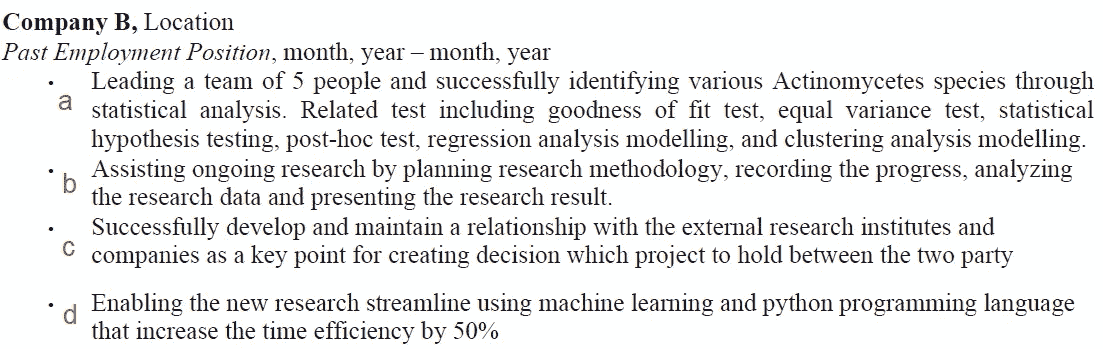 Company B, Location
Past Employment Position, month, year – month, year
· Leading a team of 5 people and successfully identifying various Actinomycetes species through
a statistical analysis. Related test including goodness of fit test, equal variance test, statistical
hypothesis testing, post-hoc test, regression analysis modelling, and clustering analysis modelling.
· Assisting ongoing research by planning research methodology, recording the progress, analyzing
b the research data and presenting the research result.
· Successfully develop and maintain a relationship with the external research institutes and
c companies as a key point for creating decision which project to hold between the two party
· Enabling the new research streamline using machine learning and python programming language
d that increase the time efficiency by 50%